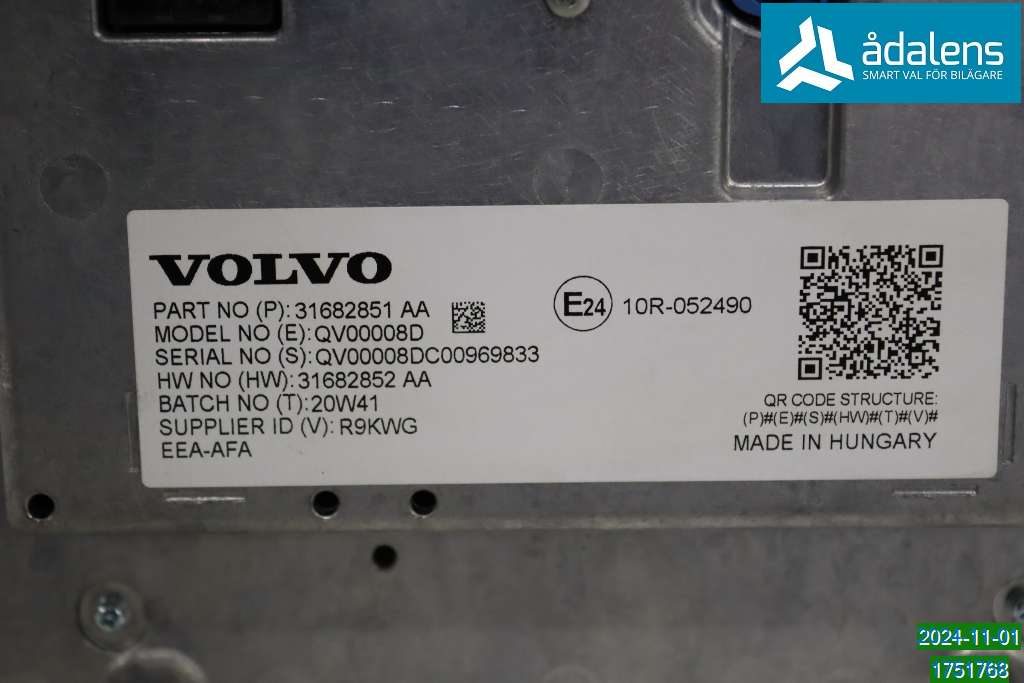 ådalens
SMART VAL FÖR BILÄGARE
VOLVO
PART NO (P): 31682851 AA
MODEL NO (E): QV00008D
SERIAL NO (S): QV00008DC00969833
HW NO (HW): 31682852 AA
BATCH NO (T): 20W41
SUPPLIER ID (V): R9KWG
EEA-AFA
E24 10R-052490
QR CODE STRUCTURE:
(P)#(E)#(S)#(HW)#(T)#(V)#
MADE IN HUNGARY
2024-11-01
1751768